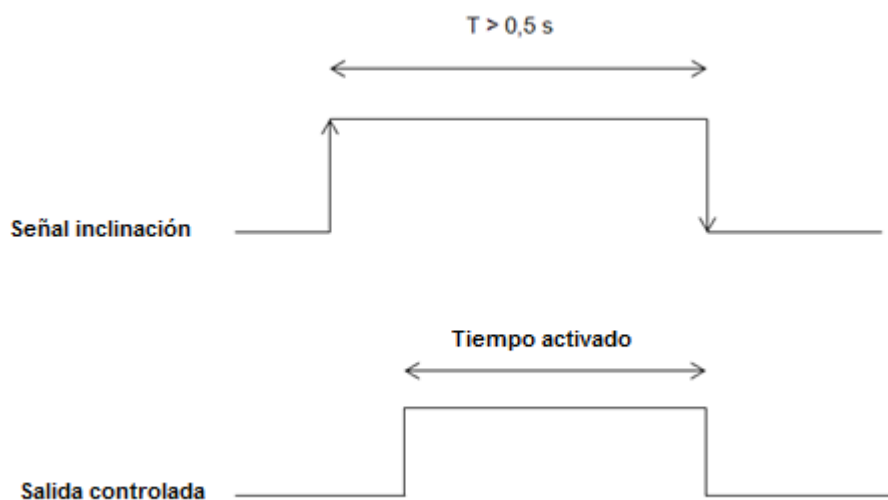 T > 0,5 s
Señal inclinación
Tiempo activado
Salida controlada